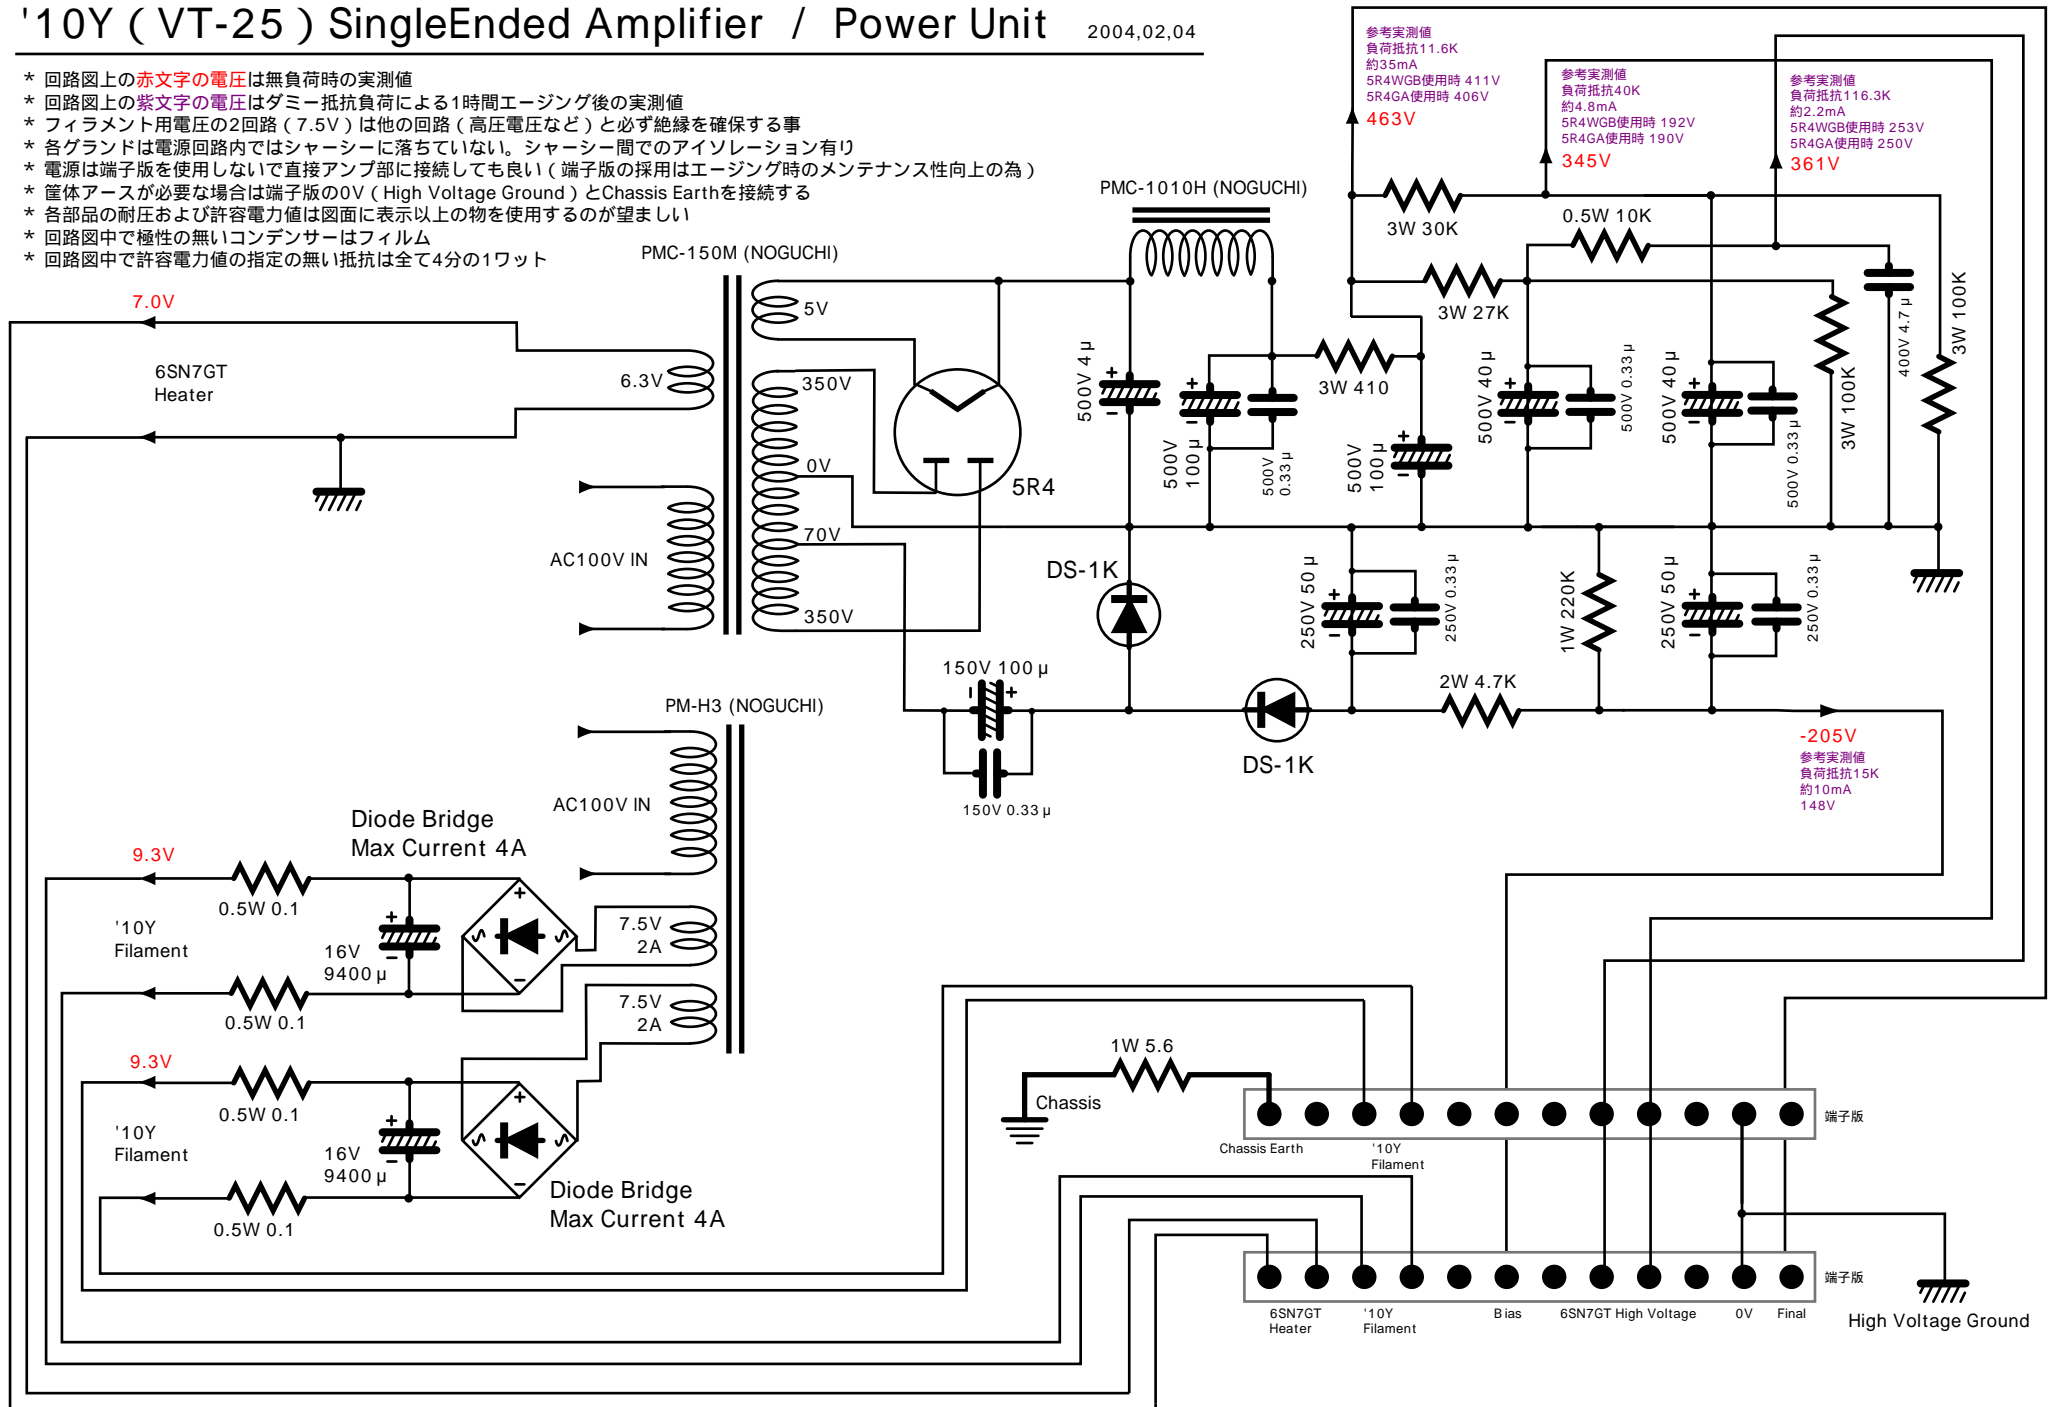 '10Y ( VT-25 ) SingleEnded Amplifier / Power Unit 2004,02,04
* 回路図上の赤文字の電圧は無負荷時の実測値
* 回路図上の紫文字の電圧はダミー抵抗負荷による1時間エージング後の実測値
* フィラメント用電圧の2回路 ( 7.5V ) は他の回路 ( 高圧電圧など ) と必ず絶縁を確保する事
* 各グランドは電源回路内ではシャーシーに落ちていない。シャーシー間でのアイソレーション有り
* 電源は端子版を使用しないで直接アンプ部に接続しても良い ( 端子版の採用はエージング時のメンテナンス性向上の為 )
* 筐体アースが必要な場合は端子版の0V ( High Voltage Ground ) とChassis Earthを接続する
* 各部品の耐圧および許容電力値は図面に表示以上の物を使用するのが望ましい
* 回路図中で極性の無いコンデンサーはフィルム
* 回路図中で許容電力値の指定の無い抵抗は全て4分の1ワット
参考実測値
負荷抵抗11.6K
約35mA
5R4WGB使用時 411V
5R4GA使用時 406V
463V
参考実測値
負荷抵抗40K
約4.8mA
5R4WGB使用時 192V
5R4GA使用時 190V
345V
参考実測値
負荷抵抗116.3K
約2.2mA
5R4WGB使用時 253V
5R4GA使用時 250V
361V
PMC-1010H (NOGUCHI)
3W 30K
0.5W 10K
3W 27K
400V 4.7 μ
3W 100K
3W 100K
PMC-150M (NOGUCHI)
7.0V
6SN7GT
Heater
6.3V
5V
350V
0V
70V
350V
5R4
AC100V IN
500V 4 μ
+
−
500V
100 μ
+
−
500V
0.33 μ
3W 410
500V
100 μ
+
−
500V 40 μ
+
−
500V 0.33 μ
500V 40 μ
+
−
500V 0.33 μ
DS-1K
250V 50 μ
+
−
250V 0.33 μ
1W 220K
250V 50 μ
+
−
250V 0.33 μ
150V 100 μ
−
+
150V 0.33 μ
DS-1K
2W 4.7K
-205V
参考実測値
負荷抵抗15K
約10mA
148V
PM-H3 (NOGUCHI)
AC100V IN
Diode Bridge
Max Current 4A
9.3V
0.5W 0.1
'10Y
Filament
+
−
16V
9400 μ
+
−
7.5V
2A
0.5W 0.1
7.5V
2A
9.3V
0.5W 0.1
'10Y
Filament
+
−
16V
9400 μ
+
−
0.5W 0.1
Diode Bridge
Max Current 4A
1W 5.6
Chassis
端子版
Chassis Earth
'10Y
Filament
端子版
6SN7GT
Heater
'10Y
Filament
Bias
6SN7GT High Voltage
0V
Final
High Voltage Ground